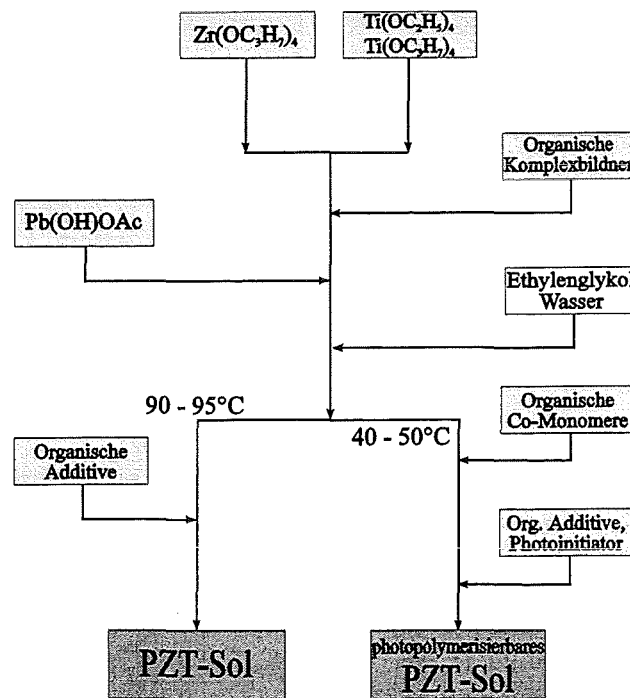 Zr(OC₃H₇)₄
Ti(OC₂H₅)₄
Ti(OC₃H₇)₄
Organische
Komplexbildner
Pb(OH)OAc
Ethylenglykol
Wasser
90 - 95°C
40 - 50°C
Organische
Co-Monomere
Organische
Additive
Org. Additive,
Photoinitiator
PZT-Sol
photopolymerisierbares
PZT-Sol